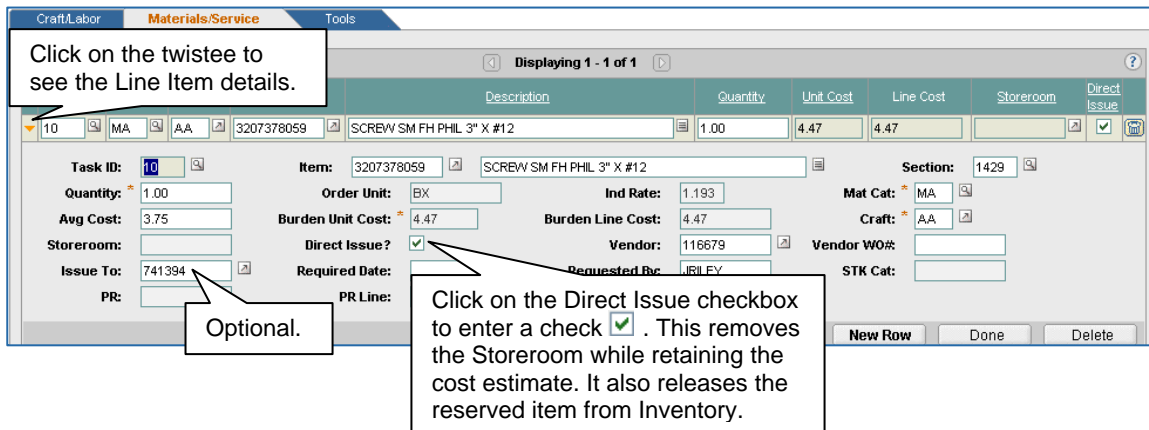 Craft/Labor Materials/Service Tools
Click on the twistee to
see the Line Item details.
Displaying 1 - 1 of 1
Description Quantity Unit Cost Line Cost Storeroom Direct Issue
10 MA AA 3207378059 SCREW SM FH PHIL 3" X #12 1.00 4.47 4.47
Task ID: 10 Item: 3207378059 SCREW SM FH PHIL 3" X #12 Section: 1429
Quantity: * 1.00 Order Unit: BX Ind Rate: 1.193 Mat Cat: * MA
Avg Cost: 3.75 Burden Unit Cost: * 4.47 Burden Line Cost: 4.47 Craft: * AA
Storeroom: Direct Issue? Vendor: 116679 Vendor WO#:
Issue To: 741394 Required Date: Requested By: JRILEY STK Cat:
PR: PR Line:
Optional.
Click on the Direct Issue checkbox
to enter a check . This removes
the Storeroom while retaining the
cost estimate. It also releases the
reserved item from Inventory.
New Row Done Delete